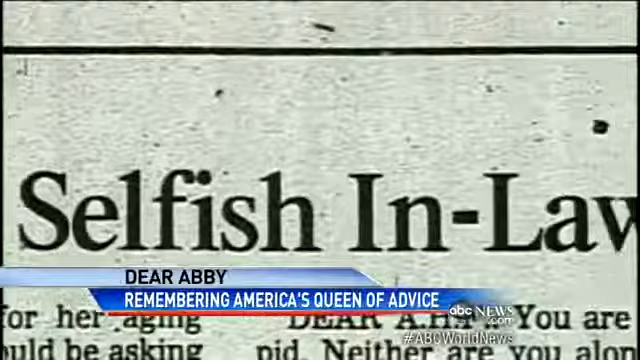 Selfish In-Law
DEAR ABBY
REMEMBERING AMERICA'S QUEEN OF ADVICE
abc NEWS
.com
for her aging
DEAR
You are
#ABCWorldNews
ould be asking
pid. Neither are you alon